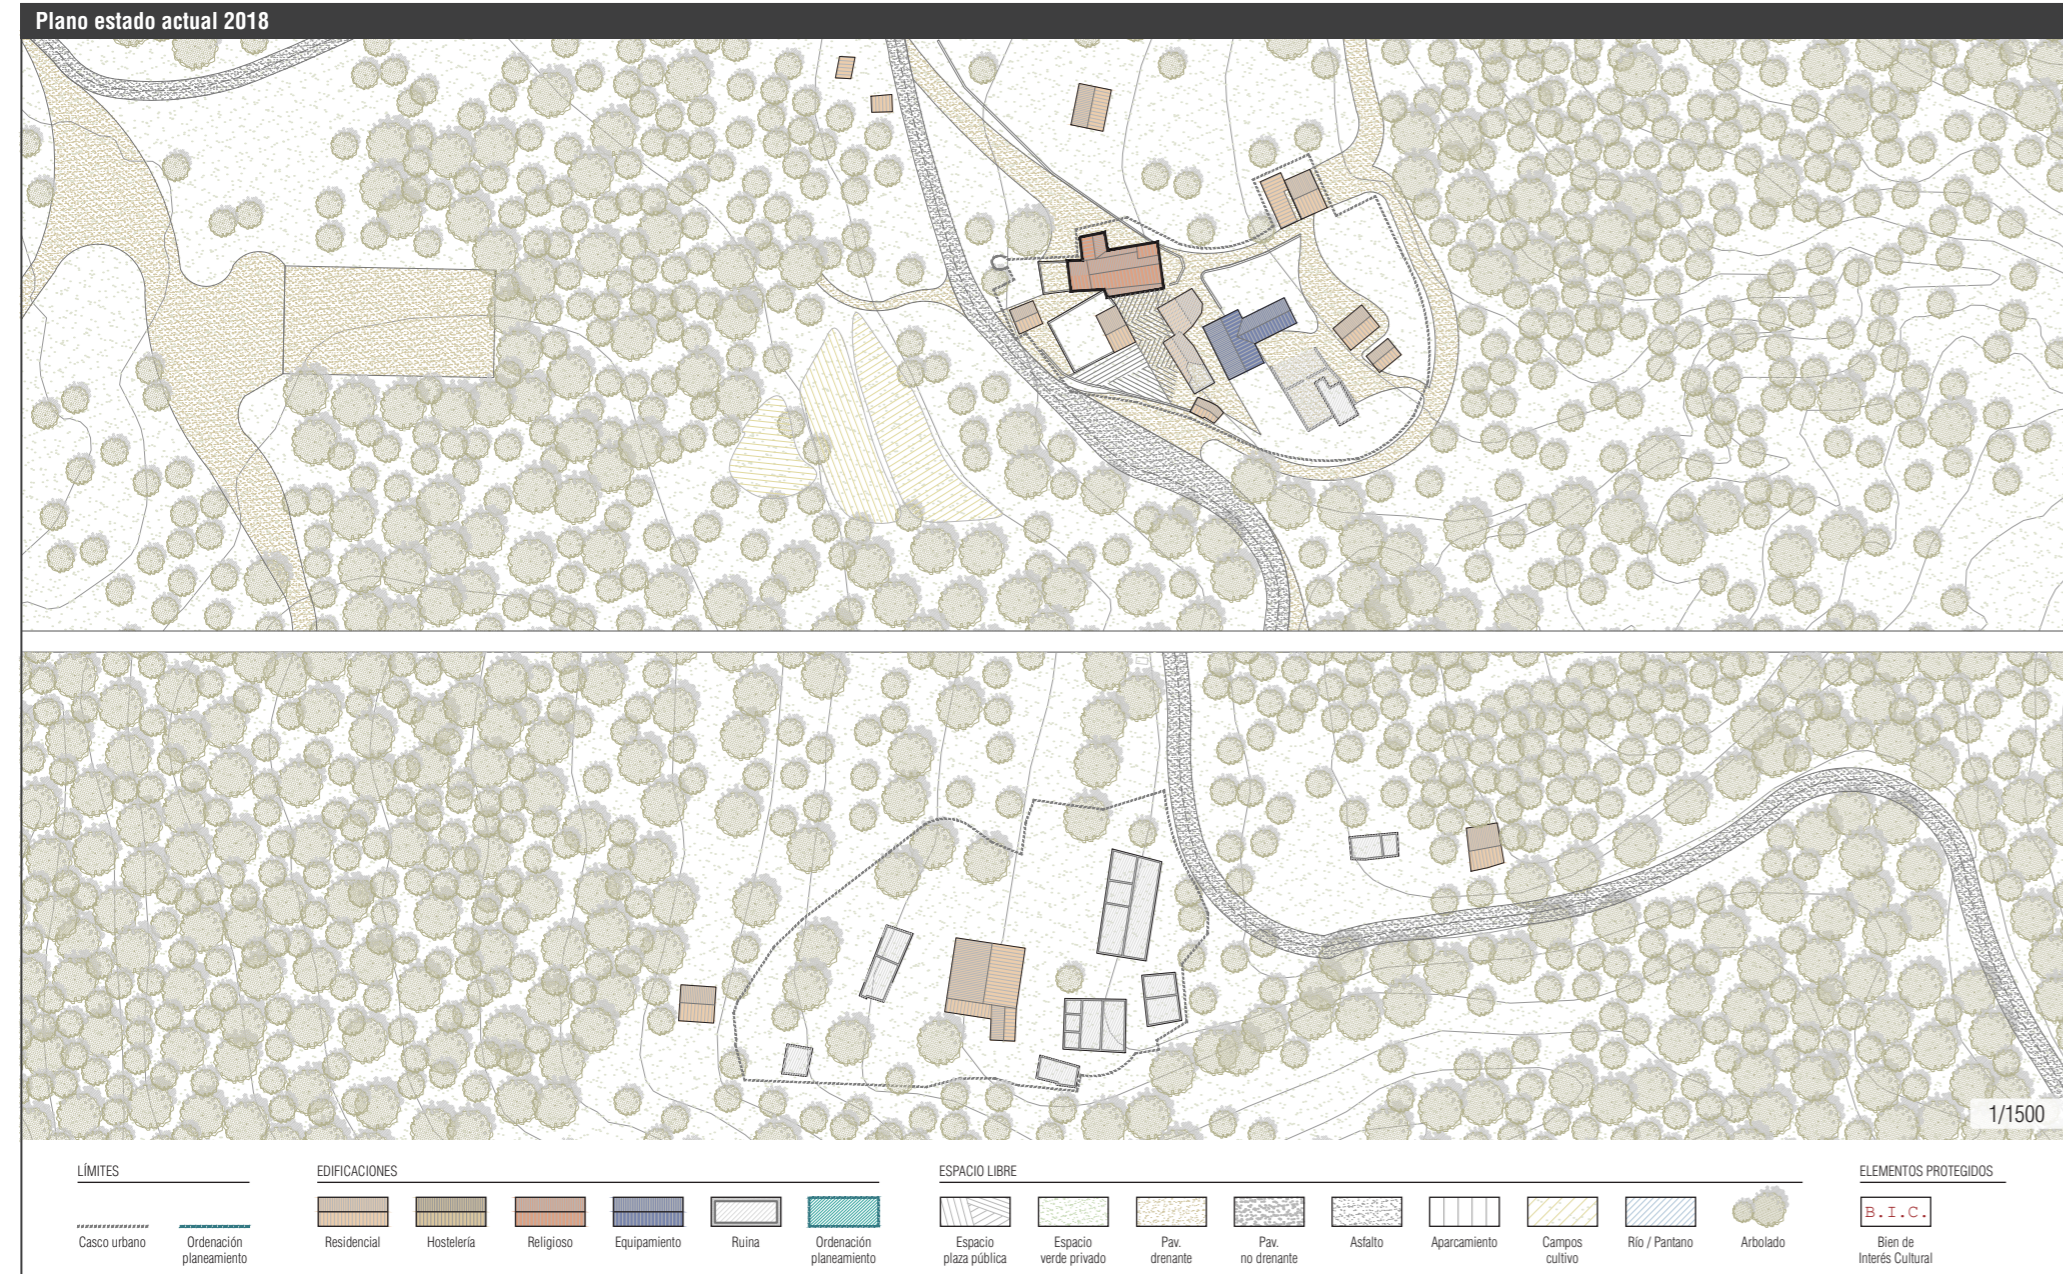 Plano estado actual 2018
1/1500
LÍMITES
Casco urbano
Ordenación
planeamiento
EDIFICACIONES
Residencial
Hostelería
Religioso
Equipamiento
Ruina
Ordenación
planeamiento
ESPACIO LIBRE
Espacio
plaza pública
Espacio
verde privado
Pav.
drenante
Pav.
no drenante
Asfalto
Aparcamiento
Campos
cultivo
Río / Pantano
Arbolado
ELEMENTOS PROTEGIDOS
B.I.C.
Bien de
Interés Cultural